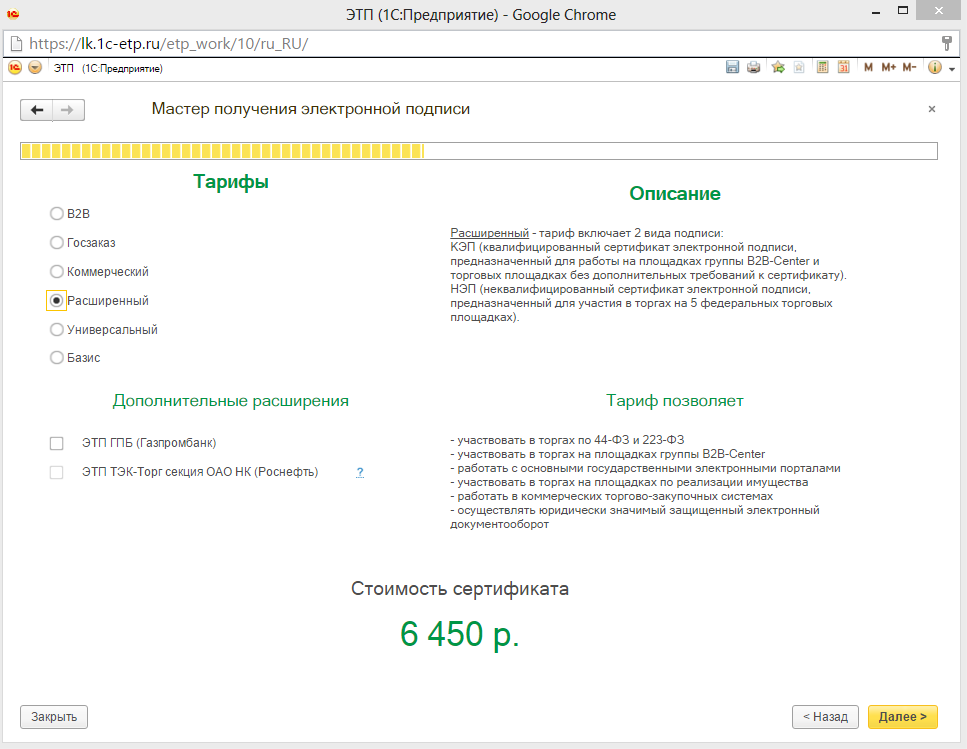 ЭТП (1С:Предприятие) - Google Chrome
https://lk.1c-etp.ru/etp_work/10/ru_RU/
ЭТП (1С:Предприятие)
31 M M+ M-
Мастер получения электронной подписи
Тарифы
B2B
Госзаказ
Коммерческий
Расширенный
Универсальный
Базис
Описание
Расширенный - тариф включает 2 вида подписи:
КЭП (квалифицированный сертификат электронной подписи,
предназначенный для работы на площадках группы B2B-Center и
торговых площадках без дополнительных требований к сертификату).
НЭП (неквалифицированный сертификат электронной подписи,
предназначенный для участия в торгах на 5 федеральных торговых
площадках).
Дополнительные расширения
ЭТП ГПБ (Газпромбанк)
ЭТП ТЭК-Торг секция ОАО НК (Роснефть) ?
Тариф позволяет
- участвовать в торгах по 44-ФЗ и 223-ФЗ
- участвовать в торгах на площадках группы B2B-Center
- работать с основными государственными электронными порталами
- участвовать в торгах на площадках по реализации имущества
- работать в коммерческих торгово-закупочных системах
- осуществлять юридически значимый защищенный электронный
документооборот
Стоимость сертификата
6 450 р.
Закрыть
< Назад
Далее >